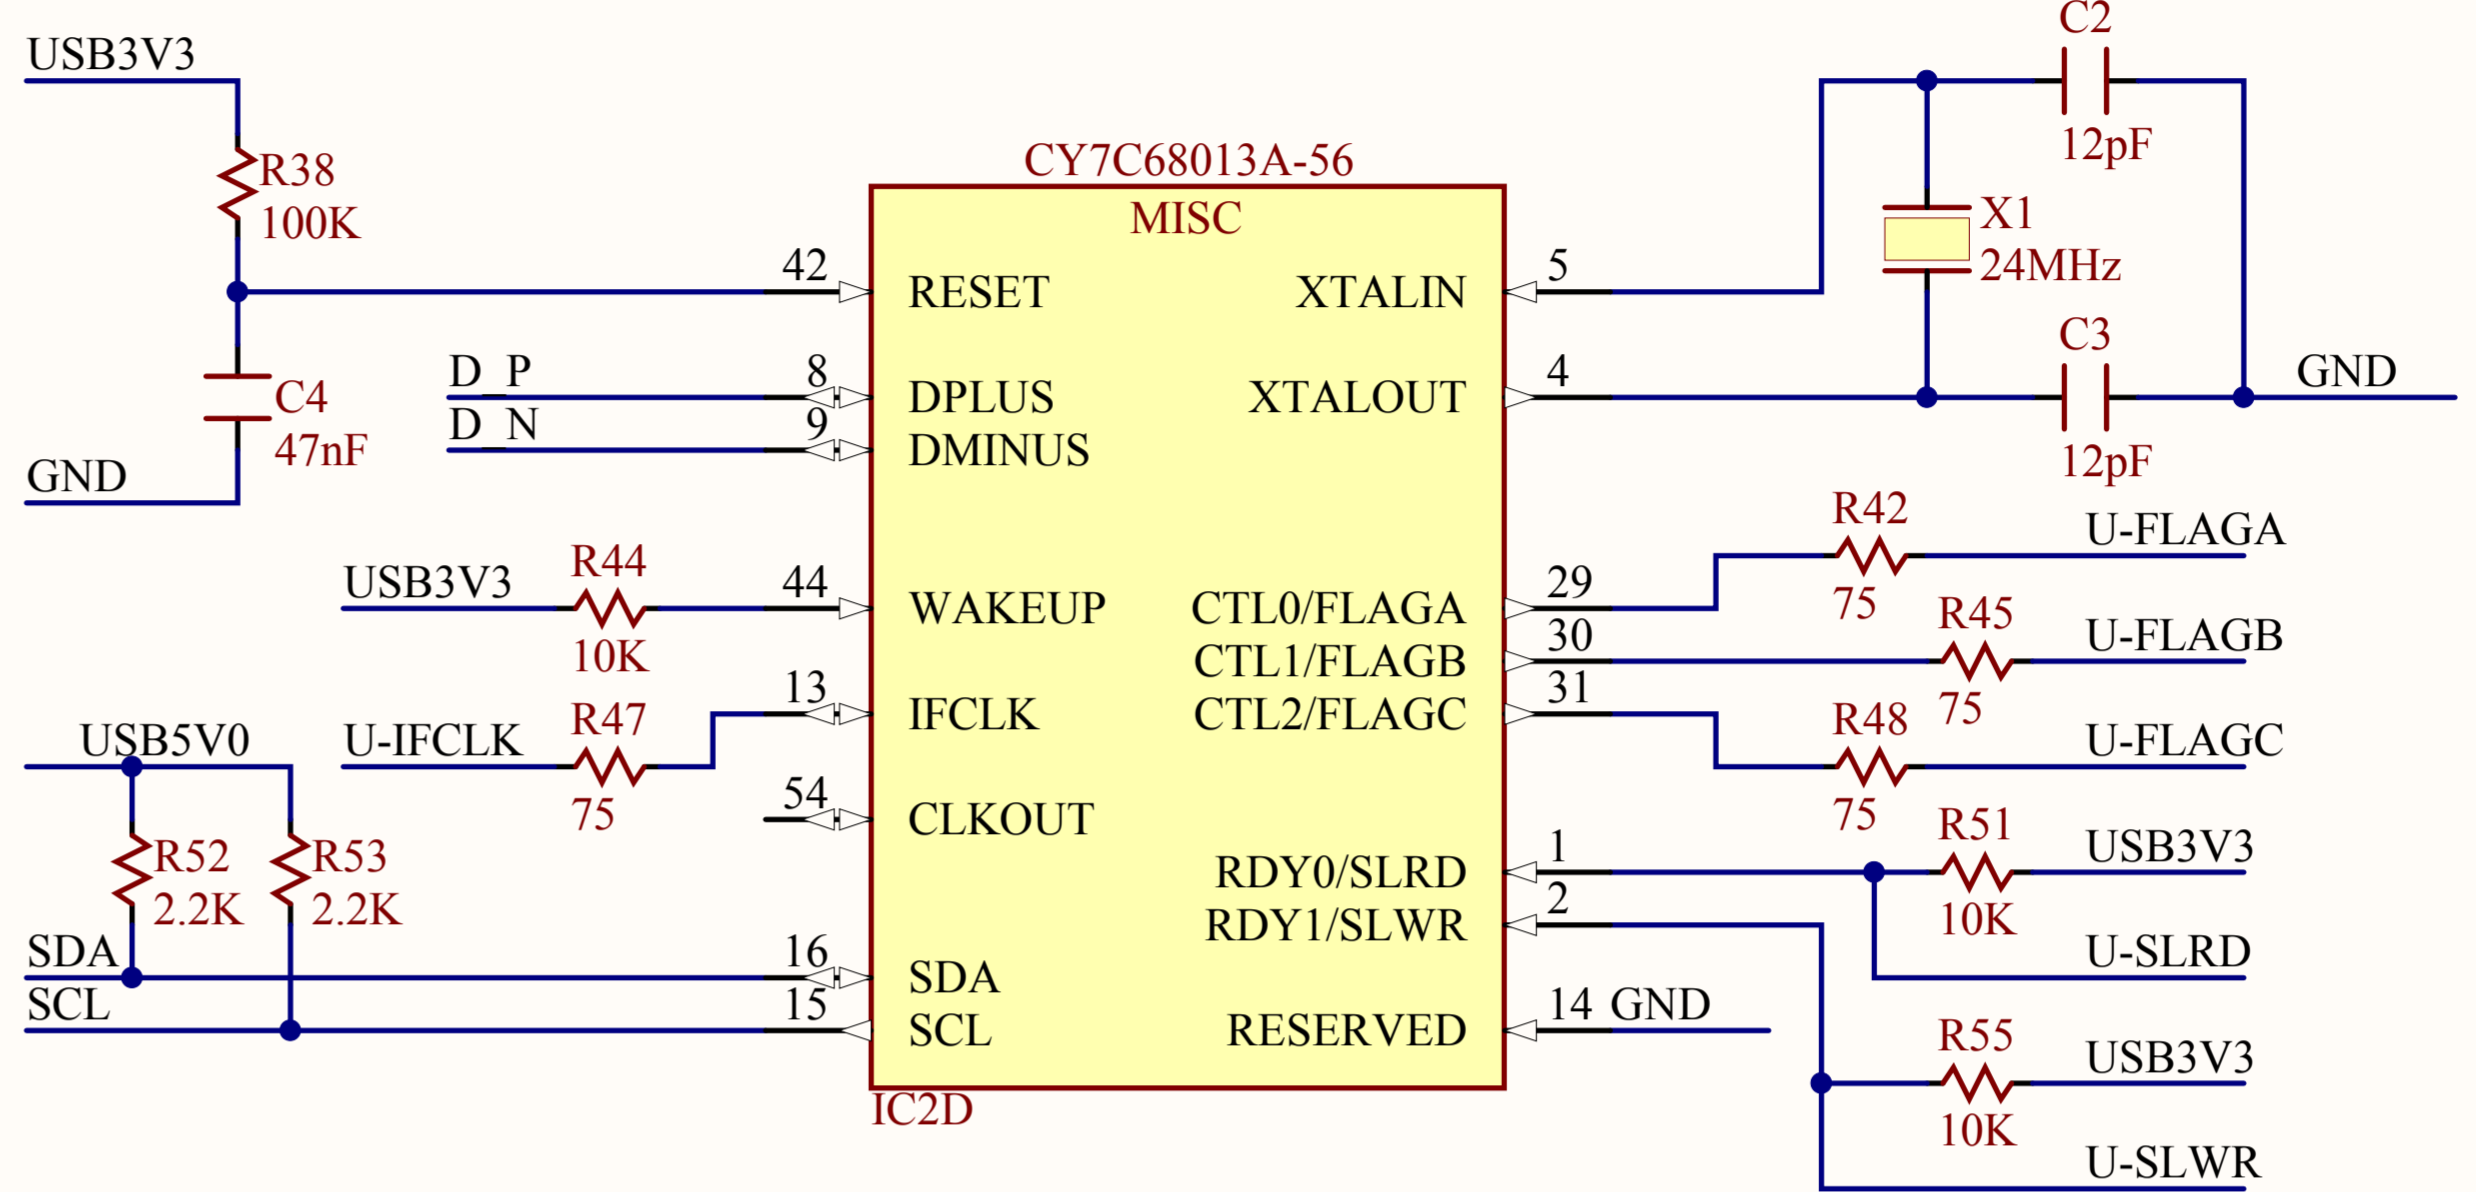 USB3V3
R38
100K
C4
47nF
GND
D_P
D_N
USB3V3
R44
10K
U-IFCLK
R47
75
USB5V0
R52
2.2K
R53
2.2K
SDA
SCL
CY7C68013A-56
MISC
42
RESET
8
DPLUS
9
DMINUS
44
WAKEUP
13
IFCLK
54
CLKOUT
16
SDA
15
SCL
XTALIN
5
XTALOUT
4
CTL0/FLAGA
29
CTL1/FLAGB
30
CTL2/FLAGC
31
RDY0/SLRD
1
RDY1/SLWR
2
RESERVED
14
GND
IC2D
C2
12pF
X1
24MHz
C3
12pF
GND
R42
75
U-FLAGA
R45
75
U-FLAGB
R48
75
U-FLAGC
R51
10K
USB3V3
U-SLRD
R55
10K
USB3V3
U-SLWR